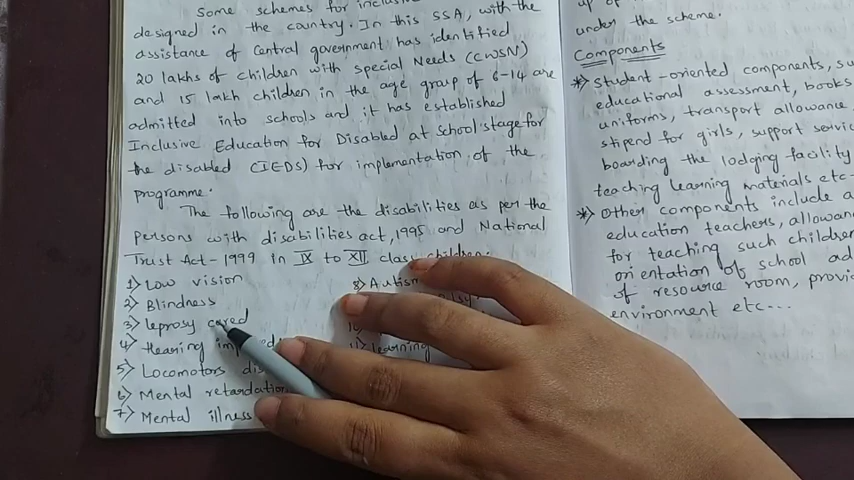 Some schemes for
designed in the country. In this SSA, with the
assistance of Central government has identified
20 lakhs of children with special Needs (CWSN)
and 15 lakh children in the age group of 6-14 are
admitted into schools and it has established
Inclusive Education for Disabled at school stage for
the disabled (IEDS) for implementation of the
programme.
The following are the disabilities as per the
Persons with disabilities act, 1995 and National
Trust Act-1999 in IX to XII class children.
1) Low vision
2) Blindness
3) leprosy cured
4) Hearing
5) Locomotors
6) Mental retardation
7) Mental illness
8) Autism
10)
11) learning
up of
under the scheme.
Components
* Student-oriented components,
educational assessment, books
uniforms, transport allowance
stipend for girls, support
boarding the lodging facility
teaching learning materials etc-
* Other components include
education teachers,
for teaching such children
orientation of school
of resource room,
environment etc...